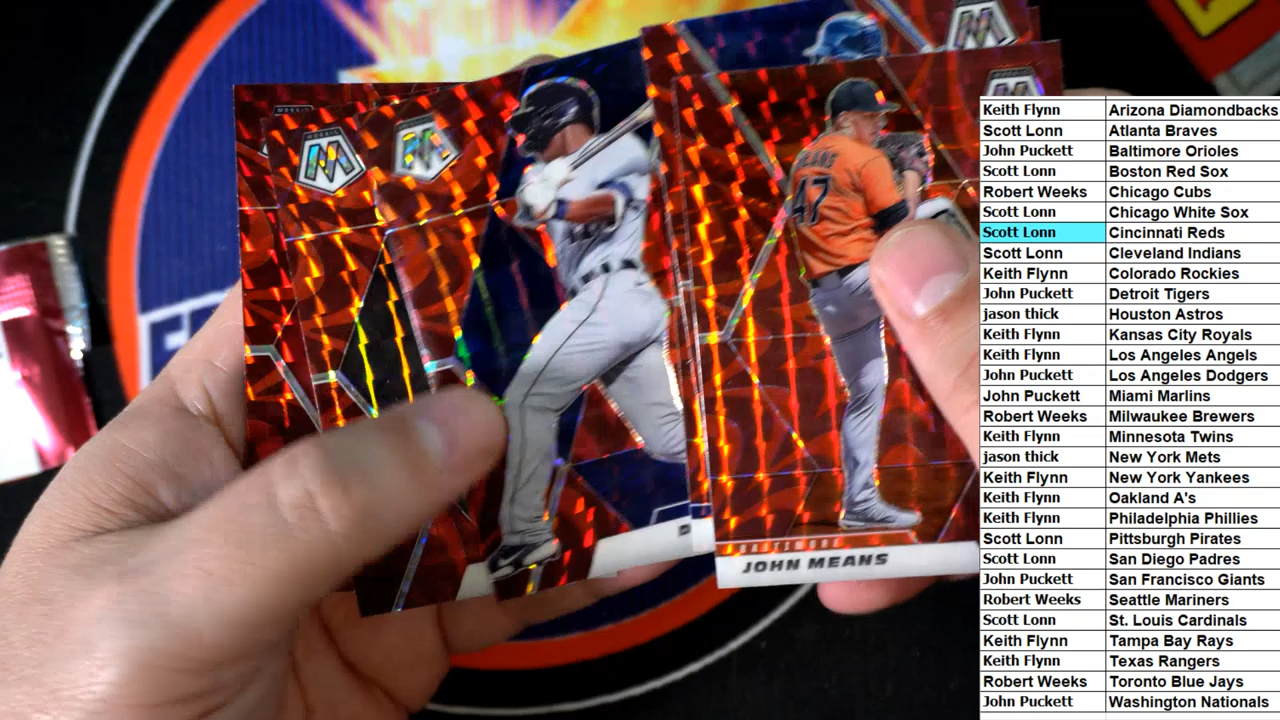 Keith Flynn Arizona Diamondbacks
Scott Lonn Atlanta Braves
John Puckett Baltimore Orioles
Scott Lonn Boston Red Sox
Robert Weeks Chicago Cubs
Scott Lonn Chicago White Sox
Scott Lonn Cincinnati Reds
Scott Lonn Cleveland Indians
Keith Flynn Colorado Rockies
John Puckett Detroit Tigers
jason thick Houston Astros
Keith Flynn Kansas City Royals
Keith Flynn Los Angeles Angels
John Puckett Los Angeles Dodgers
John Puckett Miami Marlins
Robert Weeks Milwaukee Brewers
Keith Flynn Minnesota Twins
jason thick New York Mets
Keith Flynn New York Yankees
Keith Flynn Oakland A's
Keith Flynn Philadelphia Phillies
Scott Lonn Pittsburgh Pirates
Scott Lonn San Diego Padres
John Puckett San Francisco Giants
Robert Weeks Seattle Mariners
Scott Lonn St. Louis Cardinals
Keith Flynn Tampa Bay Rays
Keith Flynn Texas Rangers
Robert Weeks Toronto Blue Jays
John Puckett Washington Nationals
MOSAIC
M
M
47
BALTIMORE
JOHN MEANS